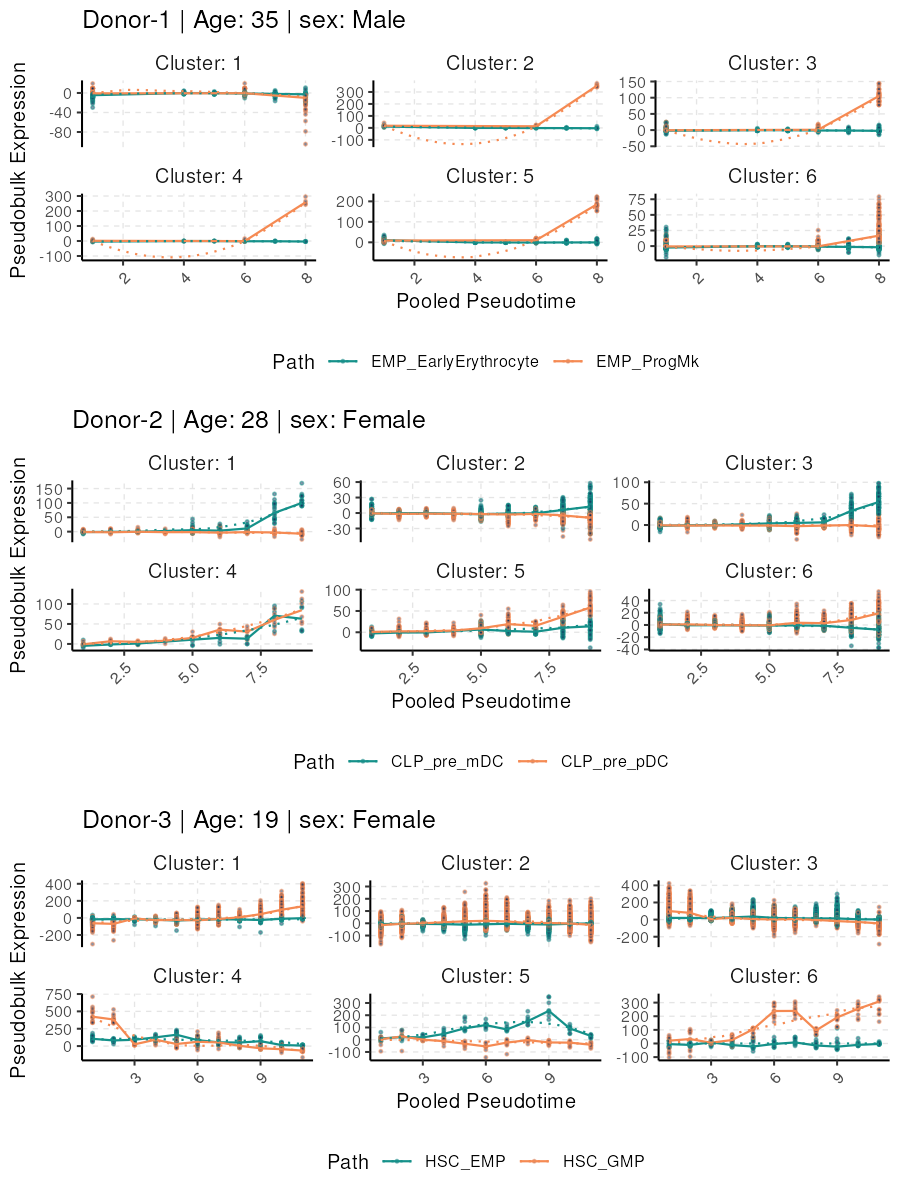 Donor-1 | Age: 35 | sex: Male
Cluster: 1
Cluster: 2
Cluster: 3
0
-40
-80
300
200
100
0
-100
150
100
50
0
-50
Pseudobulk Expression
Cluster: 4
Cluster: 5
Cluster: 6
300
200
100
0
-100
200
100
0
75
50
25
0
2 4 6 8
2 4 6 8
2 4 6 8
Pooled Pseudotime
Path EMP_EarlyErythrocyte EMP_ProgMk
Donor-2 | Age: 28 | sex: Female
Cluster: 1
Cluster: 2
Cluster: 3
150
100
50
0
60
30
0
-30
100
50
0
Pseudobulk Expression
Cluster: 4
Cluster: 5
Cluster: 6
100
50
0
100
50
0
40
20
0
-20
-40
2.5 5.0 7.5
2.5 5.0 7.5
2.5 5.0 7.5
Pooled Pseudotime
Path CLP_pre_mDC CLP_pre_pDC
Donor-3 | Age: 19 | sex: Female
Cluster: 1
Cluster: 2
Cluster: 3
400
200
0
-200
300
200
100
0
-100
400
200
0
-200
Pseudobulk Expression
Cluster: 4
Cluster: 5
Cluster: 6
750
500
250
0
300
200
100
0
-100
300
200
100
0
-100
3 6 9
3 6 9
3 6 9
Pooled Pseudotime
Path HSC_EMP HSC_GMP